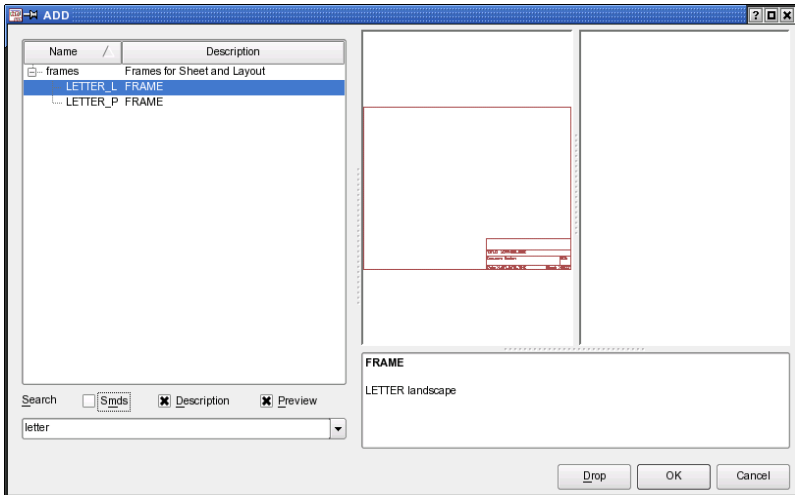 ADD
Name Description
frames Frames for Sheet and Layout
LETTER_L FRAME
LETTER_P FRAME
FRAME
LETTER landscape
Search Smds Description Preview
letter
Drop OK Cancel